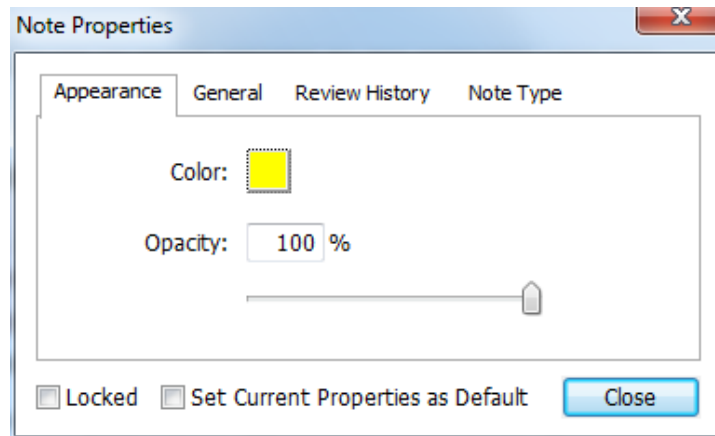 Note Properties
Appearance General Review History Note Type
Color:
Opacity: 100 %
Locked Set Current Properties as Default Close